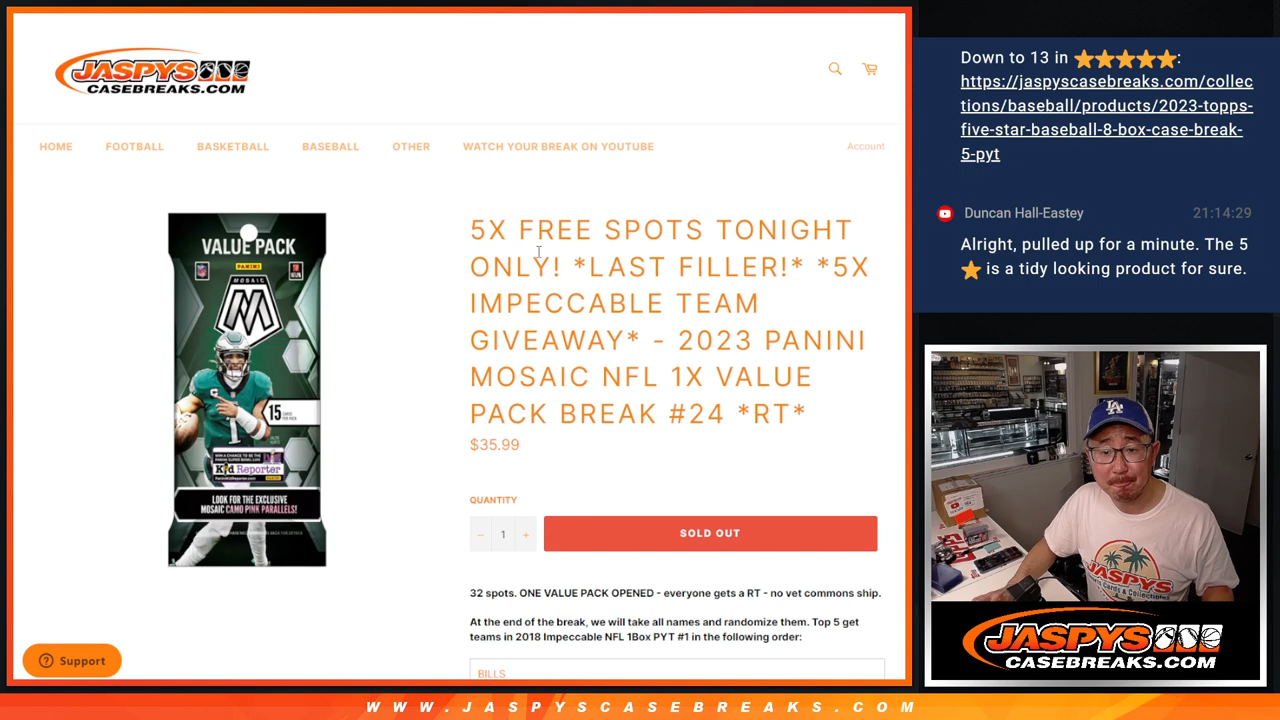 JASPYS
CASEBREAKS.COM
HOME
FOOTBALL
BASKETBALL
BASEBALL
OTHER
WATCH YOUR BREAK ON YOUTUBE
Account
VALUE PACK
PANINI
MOSAIC
15
Kid Reporter
LOOK FOR THE EXCLUSIVE
MOSAIC CAMO PINK PARALLELS!
5X FREE SPOTS TONIGHT
ONLY! *LAST FILLER!* *5X
IMPECCABLE TEAM
GIVEAWAY* - 2023 PANINI
MOSAIC NFL 1X VALUE
PACK BREAK #24 *RT*
$35.99
QUANTITY
− 1 +
SOLD OUT
32 spots. ONE VALUE PACK OPENED - everyone gets a RT - no vet commons ship.
At the end of the break, we will take all names and randomize them. Top 5 get
teams in 2018 Impeccable NFL 1Box PYT #1 in the following order:
BILLS
Support
Down to 13 in ⭐⭐⭐⭐⭐:
https://jaspyscasebreaks.com/collec
tions/baseball/products/2023-topps-
five-star-baseball-8-box-case-break-
5-pyt
Duncan Hall-Eastey
21:14:29
Alright, pulled up for a minute. The 5
⭐ is a tidy looking product for sure.
LA
JASPYS
JASPYS
CASEBREAKS.COM
WWW.JASPYSCASEBREAKS.COM